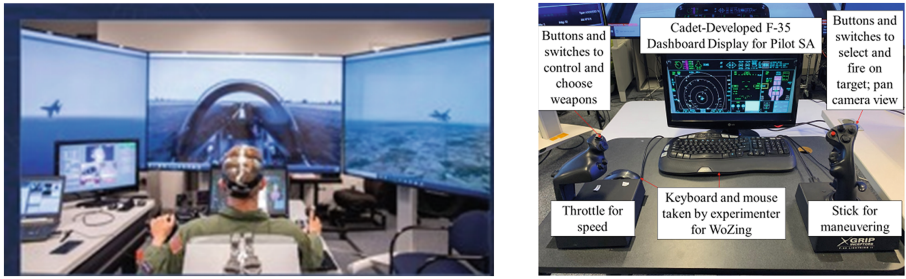 Buttons and
switches to
control and
choose
weapons
Cadet-Developed F-35
Dashboard Display for Pilot SA
Buttons and
switches to
select and
fire on
target; pan
camera view
Throttle for
speed
Keyboard and mouse
taken by experimenter
for WoZing
Stick for
maneuvering
GRIP